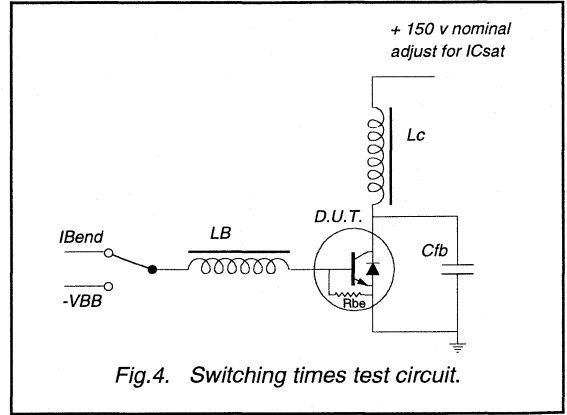 + 150 v nominal
adjust for ICsat
Lc
D.U.T.
IBend
LB
Cfb
-VBB
Rbe
Fig.4. Switching times test circuit.